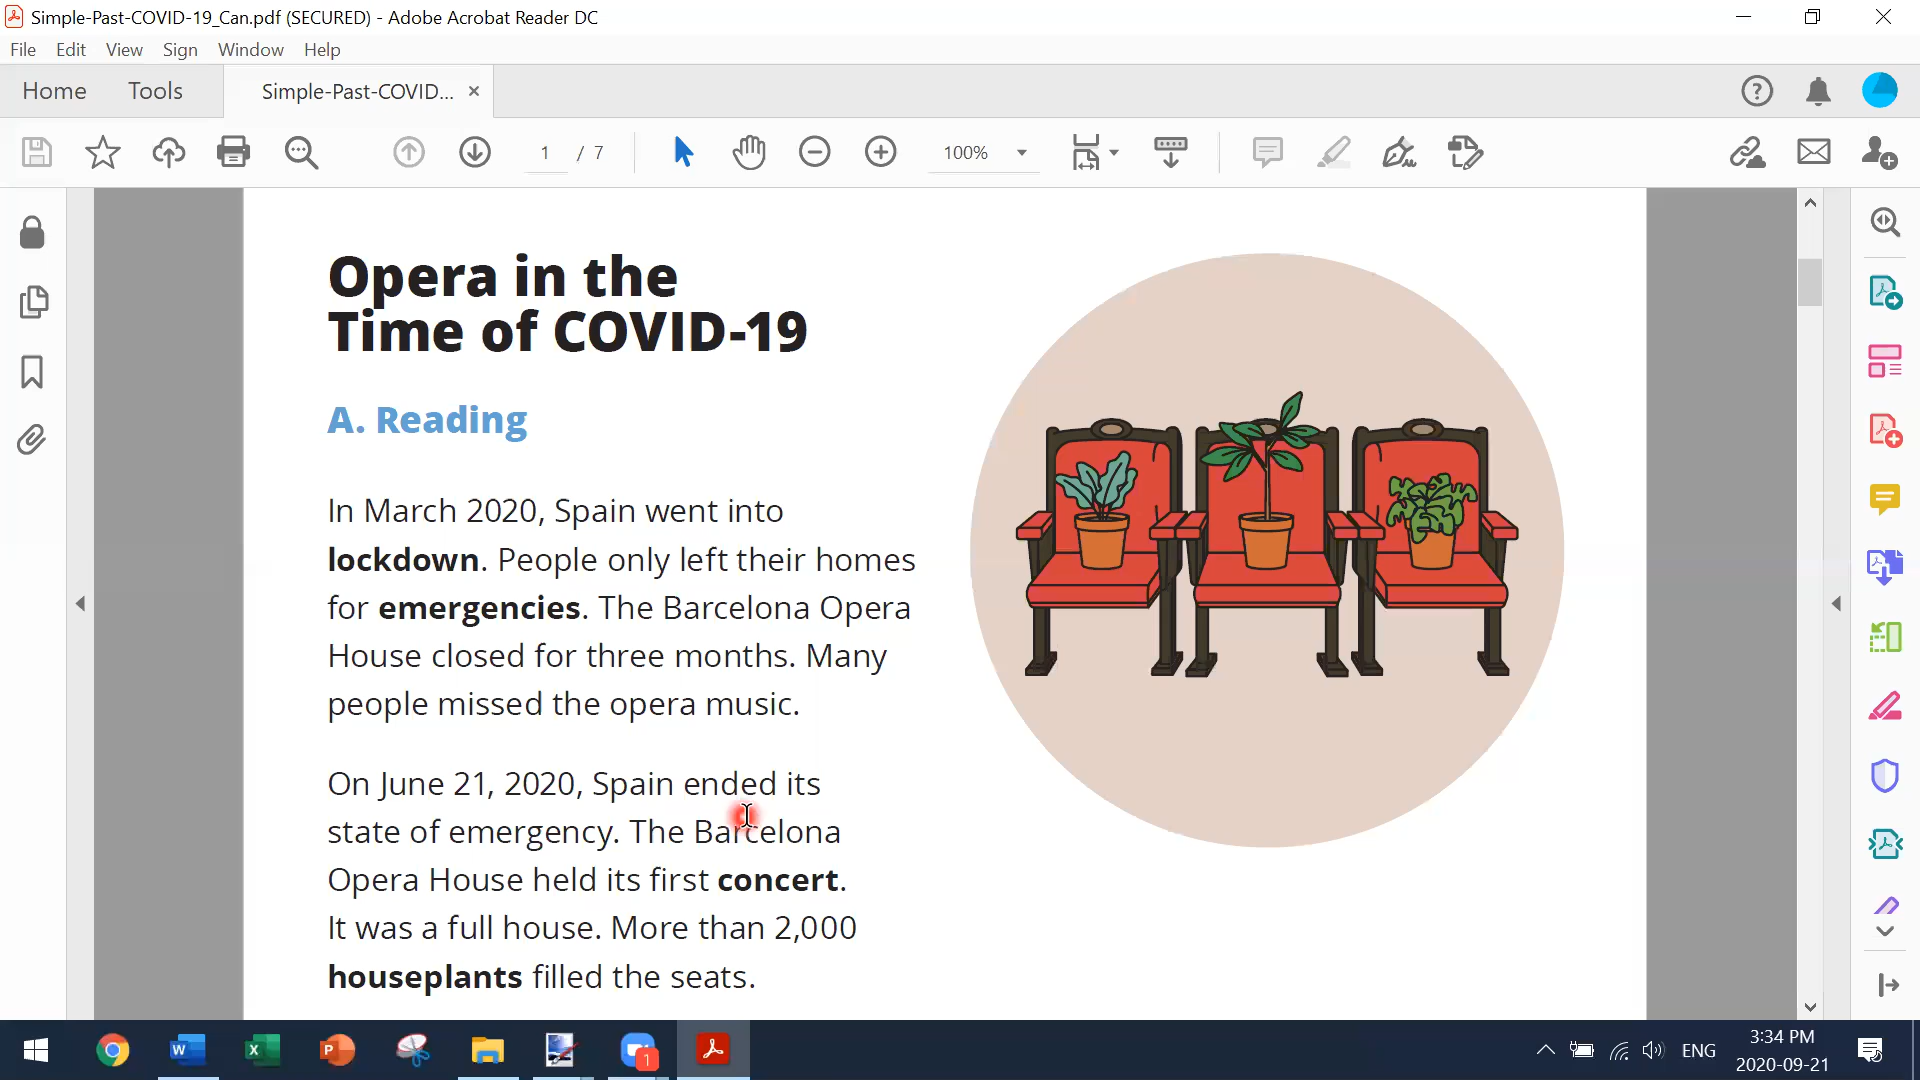 Simple-Past-COVID-19_Can.pdf (SECURED) - Adobe Acrobat Reader DC
File Edit View Sign Window Help
Home Tools Simple-Past-COVID... ×
1 / 7 100%
Opera in the
Time of COVID-19
A. Reading
In March 2020, Spain went into
lockdown. People only left their homes
for emergencies. The Barcelona Opera
House closed for three months. Many
people missed the opera music.
On June 21, 2020, Spain ended its
state of emergency. The Barcelona
Opera House held its first concert.
It was a full house. More than 2,000
houseplants filled the seats.
1
ENG
3:34 PM
2020-09-21